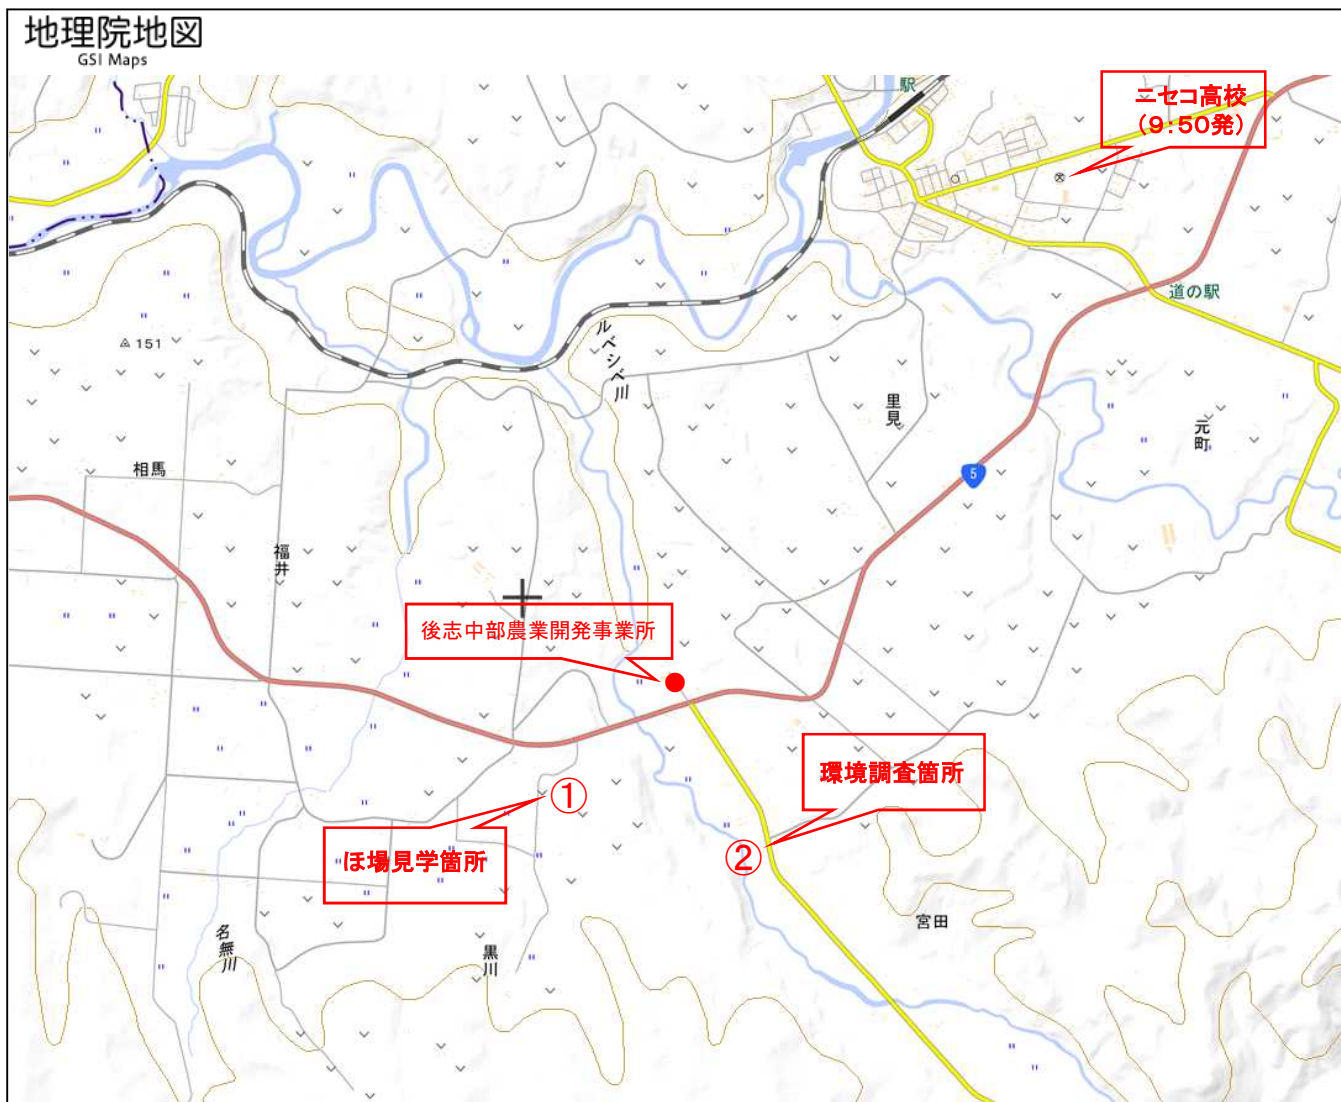 地理院地図
GSI Maps
駅
ニセコ高校
(9:50発)
道の駅
ルベシベ川
151
里見
元町
相馬
5
福井
後志中部農業開発事業所
環境調査箇所
①
ほ場見学箇所
②
宮田
名無川
黒川